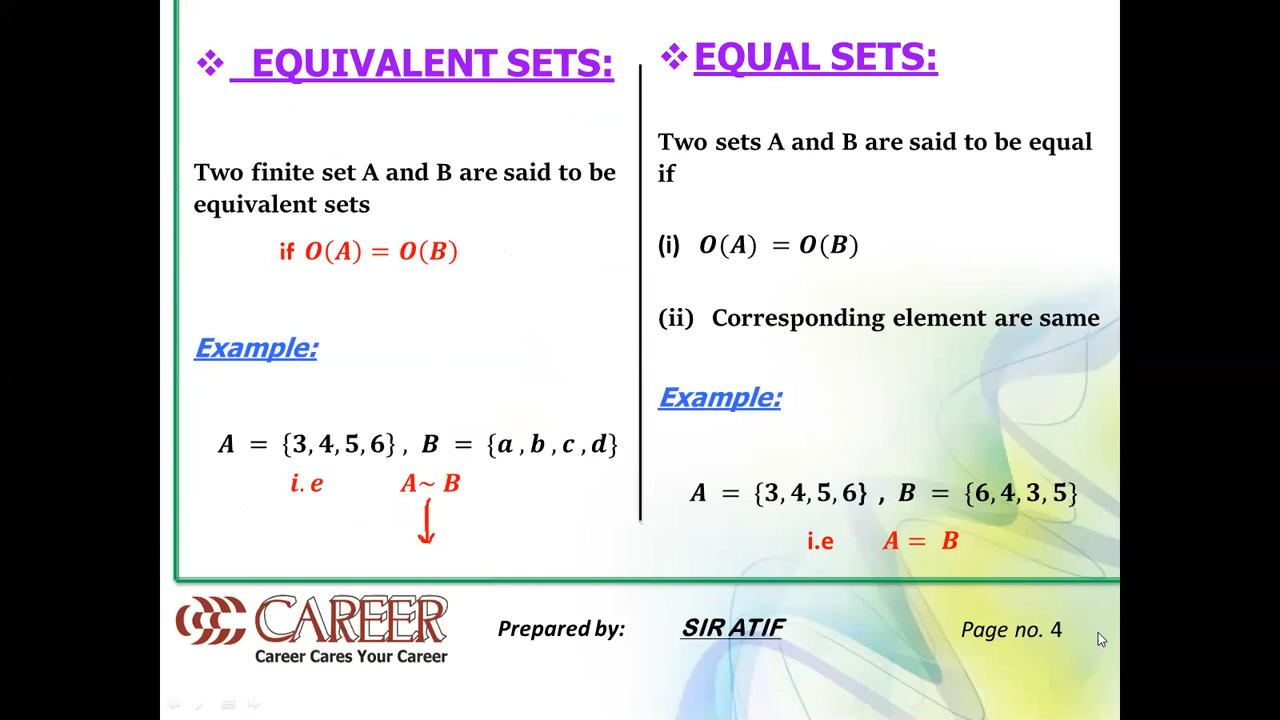 ❖ EQUIVALENT SETS:
Two finite set A and B are said to be
equivalent sets
if O(A) = O(B)
Example:
A = {3, 4, 5, 6} , B = {a , b , c , d}
i. e A~ B
❖ EQUAL SETS:
Two sets A and B are said to be equal
if
(i) O(A) = O(B)
(ii) Corresponding element are same
Example:
A = {3, 4, 5, 6} , B = {6, 4, 3, 5}
i.e A = B
CAREER
Career Cares Your Career
Prepared by: SIR ATIF Page no. 4